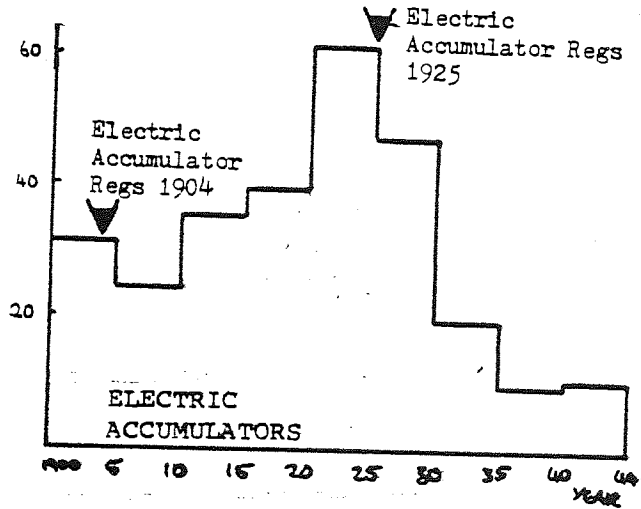 60
Electric
Accumulator Regs
1925
Electric
Accumulator
Regs 1904
40
20
ELECTRIC
ACCUMULATORS
1900 5 10 15 20 25 30 35 40 44
YEAR